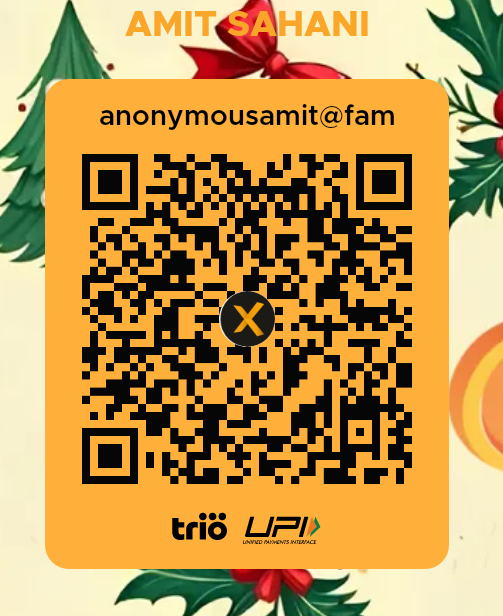 AMIT SAHANI
anonymousamit@fam
X
trio UPI
UNIFIED PAYMENTS INTERFACE